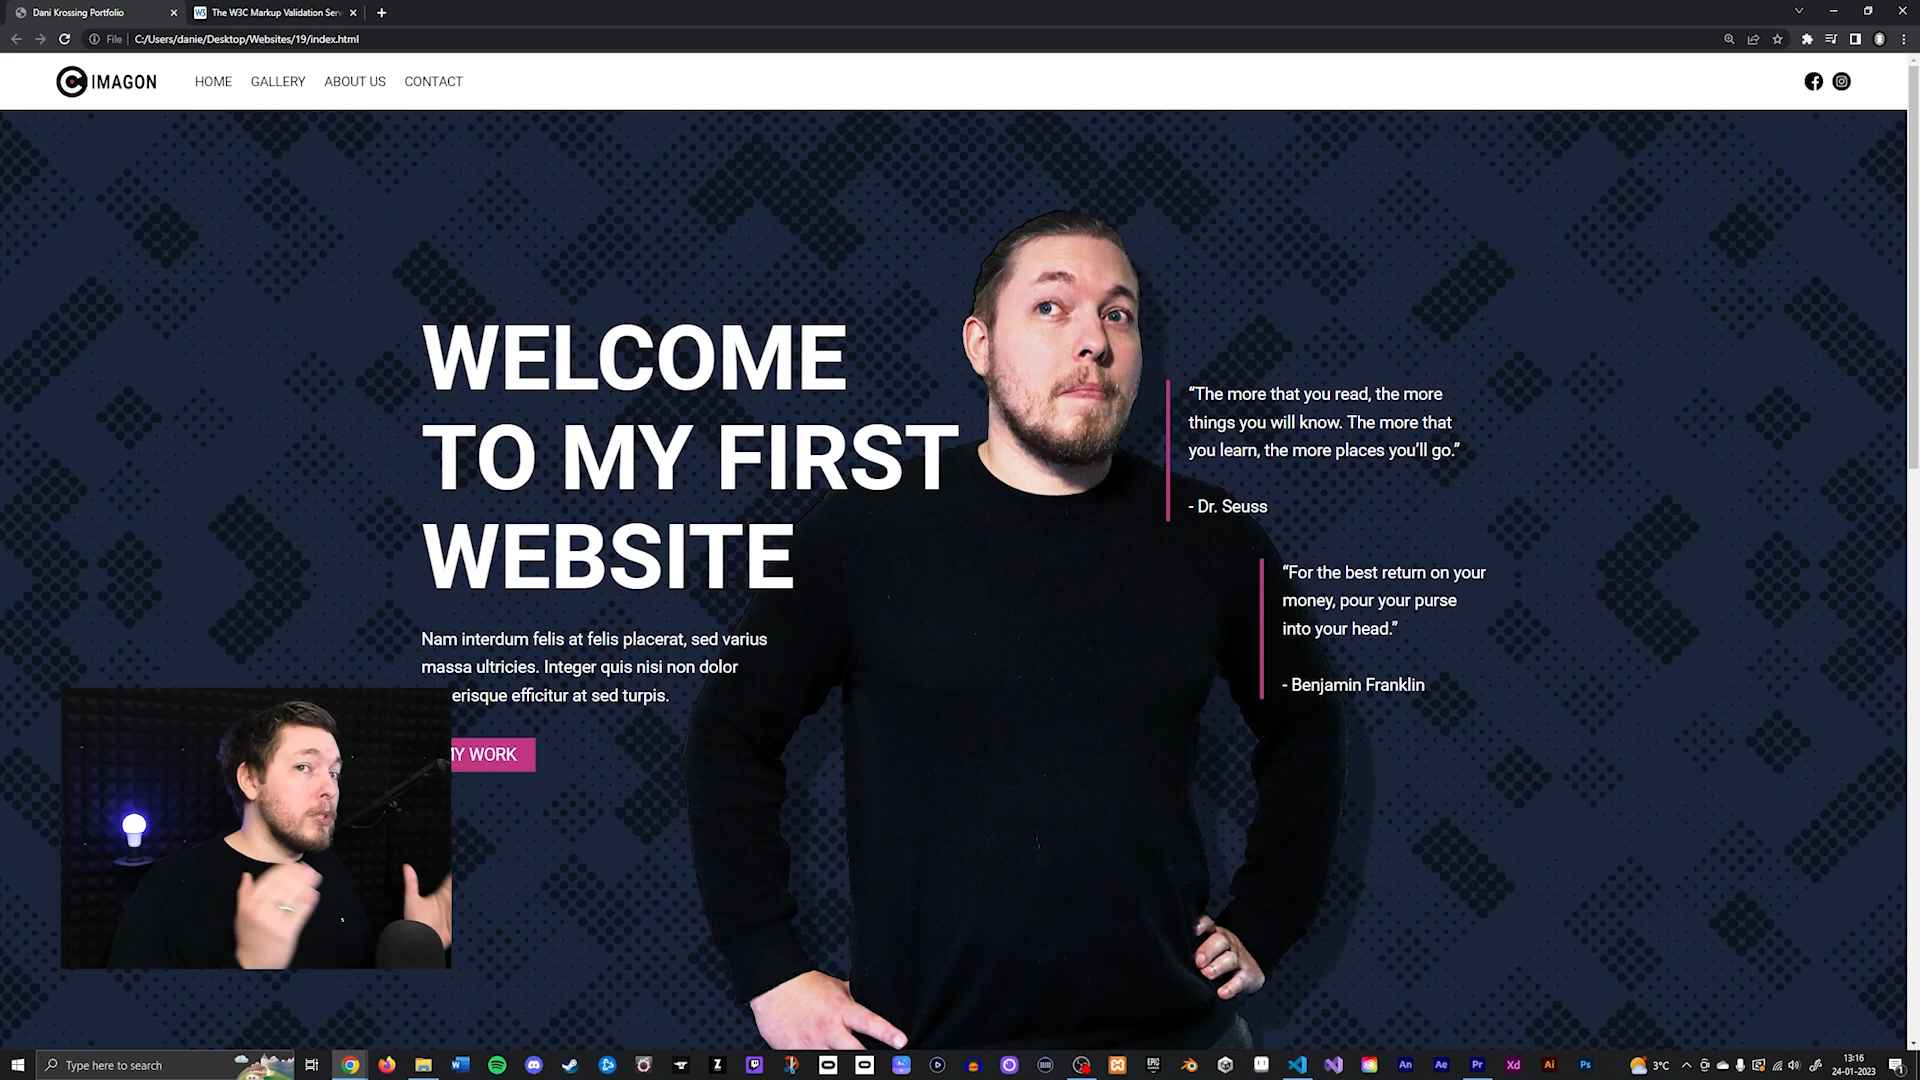 Dani Krossing Portfolio
The W3C Markup Validation Serv
File
C:/Users/danie/Desktop/Websites/19/index.html
IMAGON
HOME
GALLERY
ABOUT US
CONTACT
WELCOME
TO MY FIRST
WEBSITE
Nam interdum felis at felis placerat, sed varius
massa ultricies. Integer quis nisi non dolor
erisque efficitur at sed turpis.
MY WORK
“The more that you read, the more
things you will know. The more that
you learn, the more places you’ll go.”
- Dr. Seuss
“For the best return on your
money, pour your purse
into your head.”
- Benjamin Franklin
Type here to search
3°C
13:16
24-01-2023